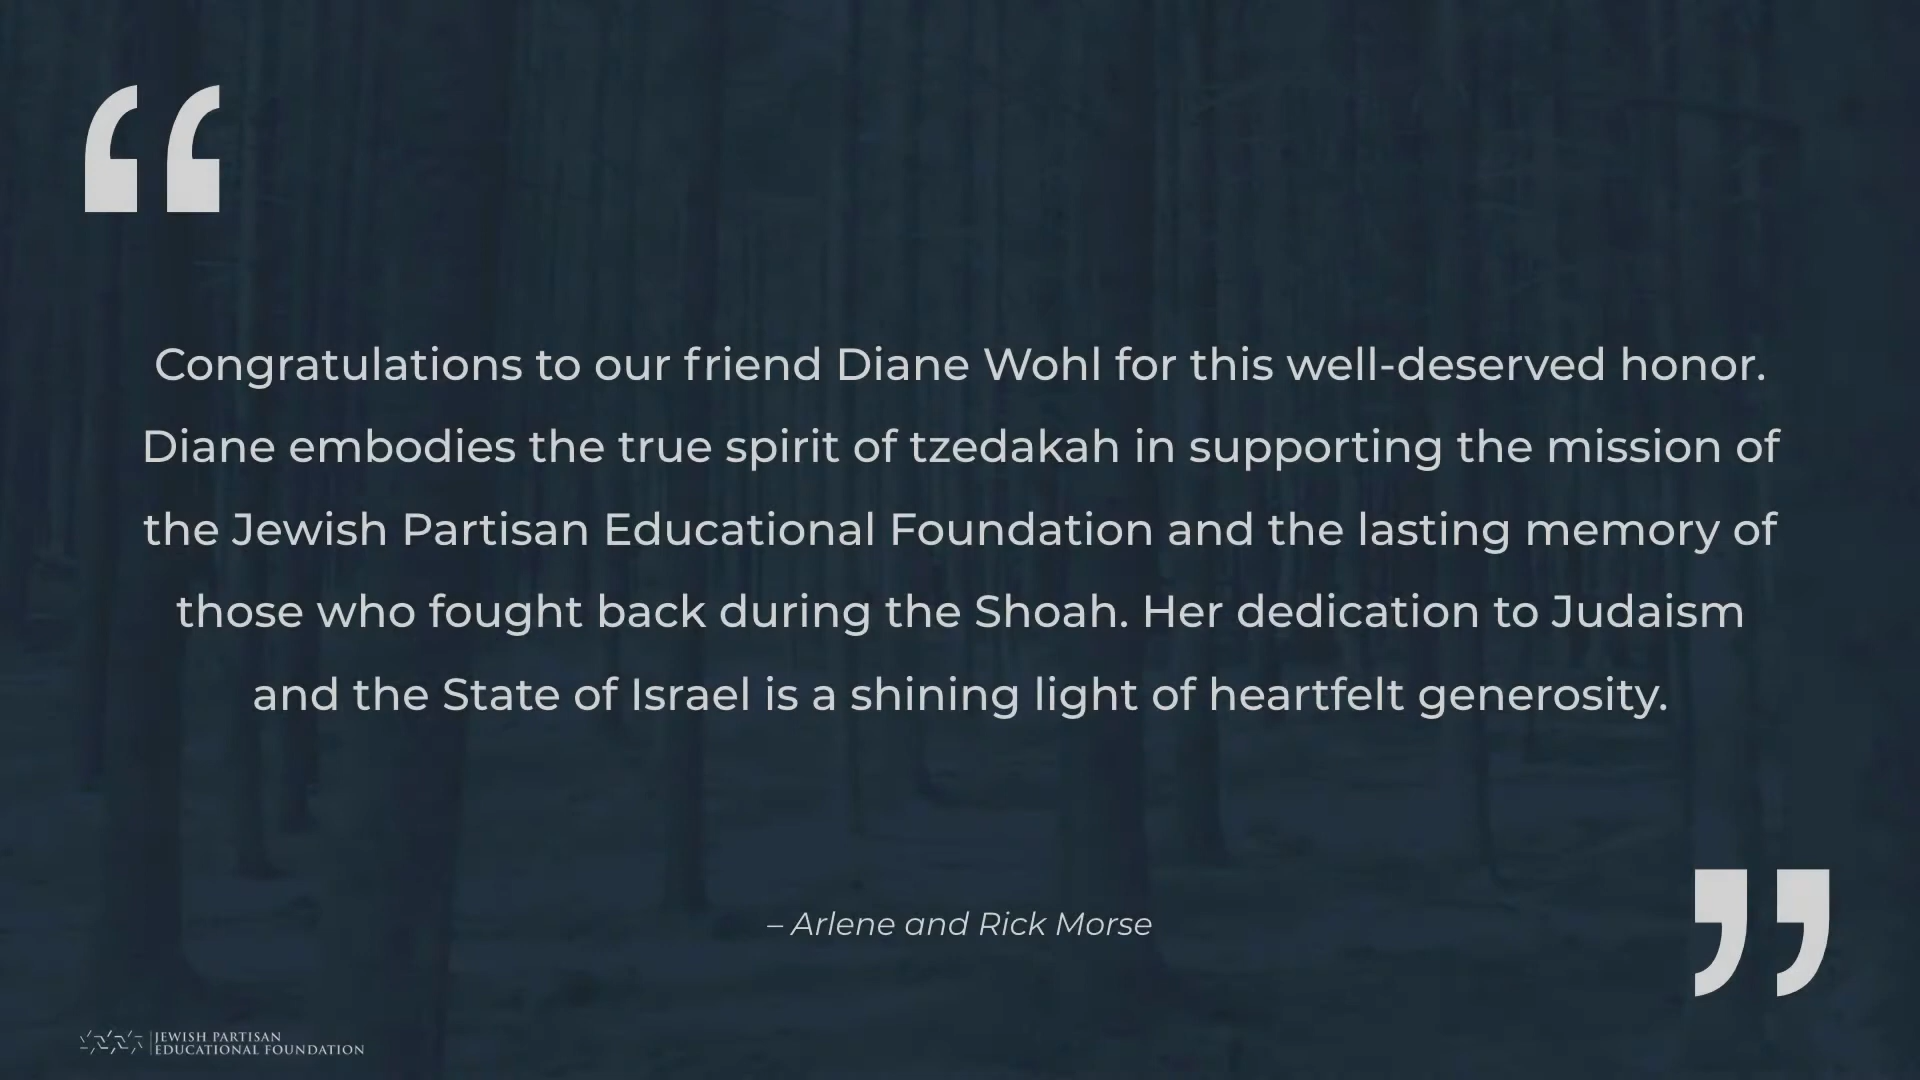 “
Congratulations to our friend Diane Wohl for this well-deserved honor.
Diane embodies the true spirit of tzedakah in supporting the mission of
the Jewish Partisan Educational Foundation and the lasting memory of
those who fought back during the Shoah. Her dedication to Judaism
and the State of Israel is a shining light of heartfelt generosity.
”
– Arlene and Rick Morse
JEWISH PARTISAN
EDUCATIONAL FOUNDATION